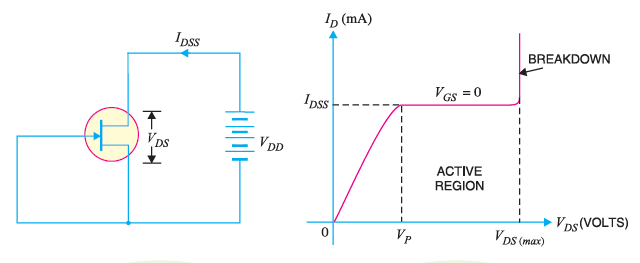 I_DSS
V_DS
V_DD
I_D (mA)
BREAKDOWN
V_GS = 0
I_DSS
ACTIVE
REGION
0
V_P
V_DS (max)
V_DS (VOLTS)